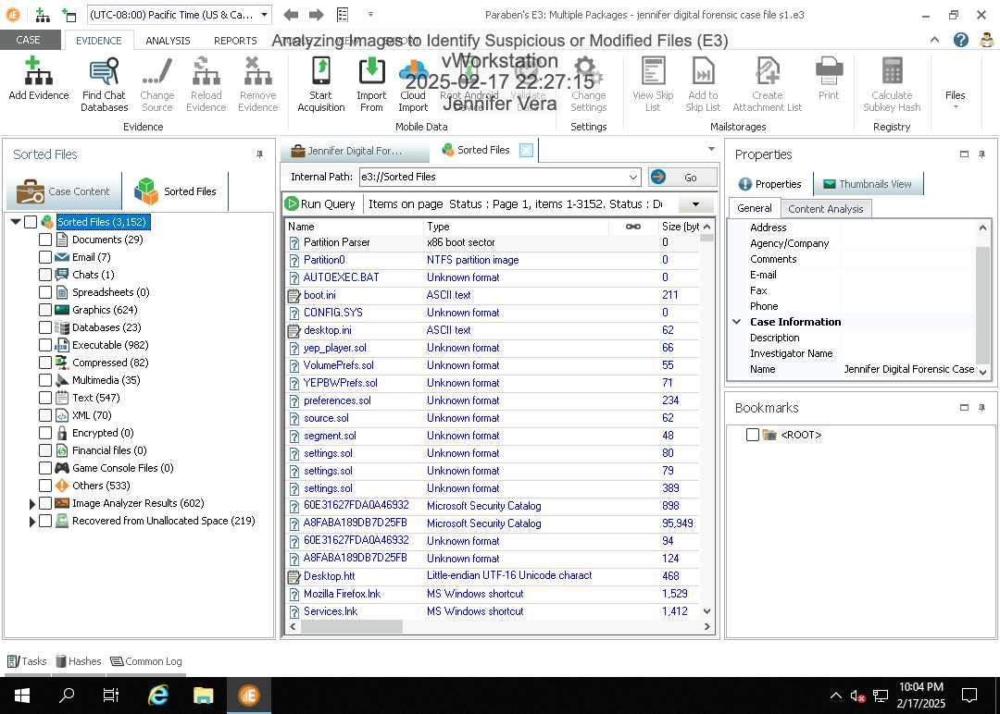 (UTC-08:00) Pacific Time (US & Ca...
Paraben's E3: Multiple Packages - jennifer digital forensic case file s1.e3
CASE
EVIDENCE
ANALYSIS
REPORTS
Analyzing Images to Identify Suspicious or Modified Files (E3)
vWorkstation
2025-02-17 22:27:15
Jennifer Vera
Add Evidence
Find Chat Databases
Change Source
Reload Evidence
Remove Evidence
Start Acquisition
Import From
Cloud Import
Root Android
Validate
Change Settings
View Skip List
Add to Skip List
Create Attachment List
Print
Calculate Subkey Hash
Files
Evidence
Mobile Data
Settings
Mailstorages
Registry
Sorted Files
Case Content
Sorted Files
Sorted Files (3,152)
Documents (29)
Email (7)
Chats (1)
Spreadsheets (0)
Graphics (624)
Databases (23)
Executable (982)
Compressed (82)
Multimedia (35)
Text (547)
XML (70)
Encrypted (0)
Financial files (0)
Game Console Files (0)
Others (533)
Image Analyzer Results (602)
Recovered from Unallocated Space (219)
Jennifer Digital For...
Sorted Files
Internal Path: e3://Sorted Files
Go
Run Query
Items on page Status : Page 1, items 1-3152. Status : D
Name Type Size (byt
Partition Parser x86 boot sector 0
Partition0 NTFS partition image 0
AUTOEXEC.BAT Unknown format 0
boot.ini ASCII text 211
CONFIG.SYS Unknown format 0
desktop.ini ASCII text 62
yep_player.sol Unknown format 66
VolumePrefs.sol Unknown format 55
YEPBWPrefs.sol Unknown format 71
preferences.sol Unknown format 234
source.sol Unknown format 62
segment.sol Unknown format 48
settings.sol Unknown format 80
settings.sol Unknown format 79
settings.sol Unknown format 389
60E31627FDA0A46932 Microsoft Security Catalog 898
A8FABA189DB7D25FB Microsoft Security Catalog 95,949
60E31627FDA0A46932 Unknown format 94
A8FABA189DB7D25FB Unknown format 124
Desktop.htt Little-endian UTF-16 Unicode charact 468
Mozilla Firefox.lnk MS Windows shortcut 1,529
Services.lnk MS Windows shortcut 1,412
Properties
Properties
Thumbnails View
General
Content Analysis
Address
Agency/Company
Comments
E-mail
Fax
Phone
Case Information
Description
Investigator Name
Name Jennifer Digital Forensic Case
Bookmarks
<ROOT>
Tasks
Hashes
Common Log
10:04 PM
2/17/2025